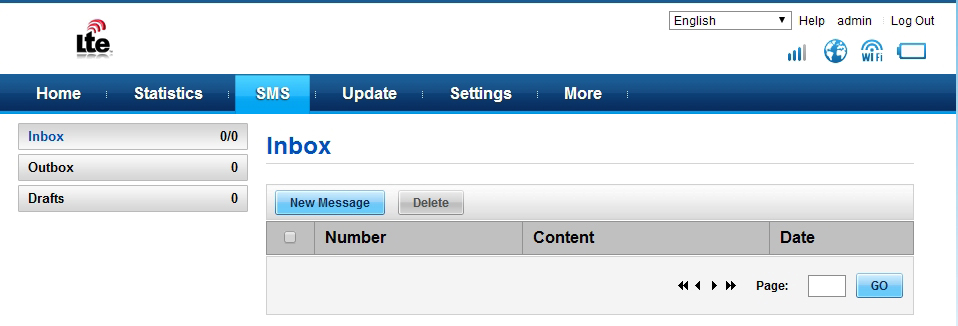 English Help admin Log Out
Lte
WiFi
Home Statistics SMS Update Settings More
Inbox 0/0
Outbox 0
Drafts 0
Inbox
New Message Delete
Number Content Date
Page: GO